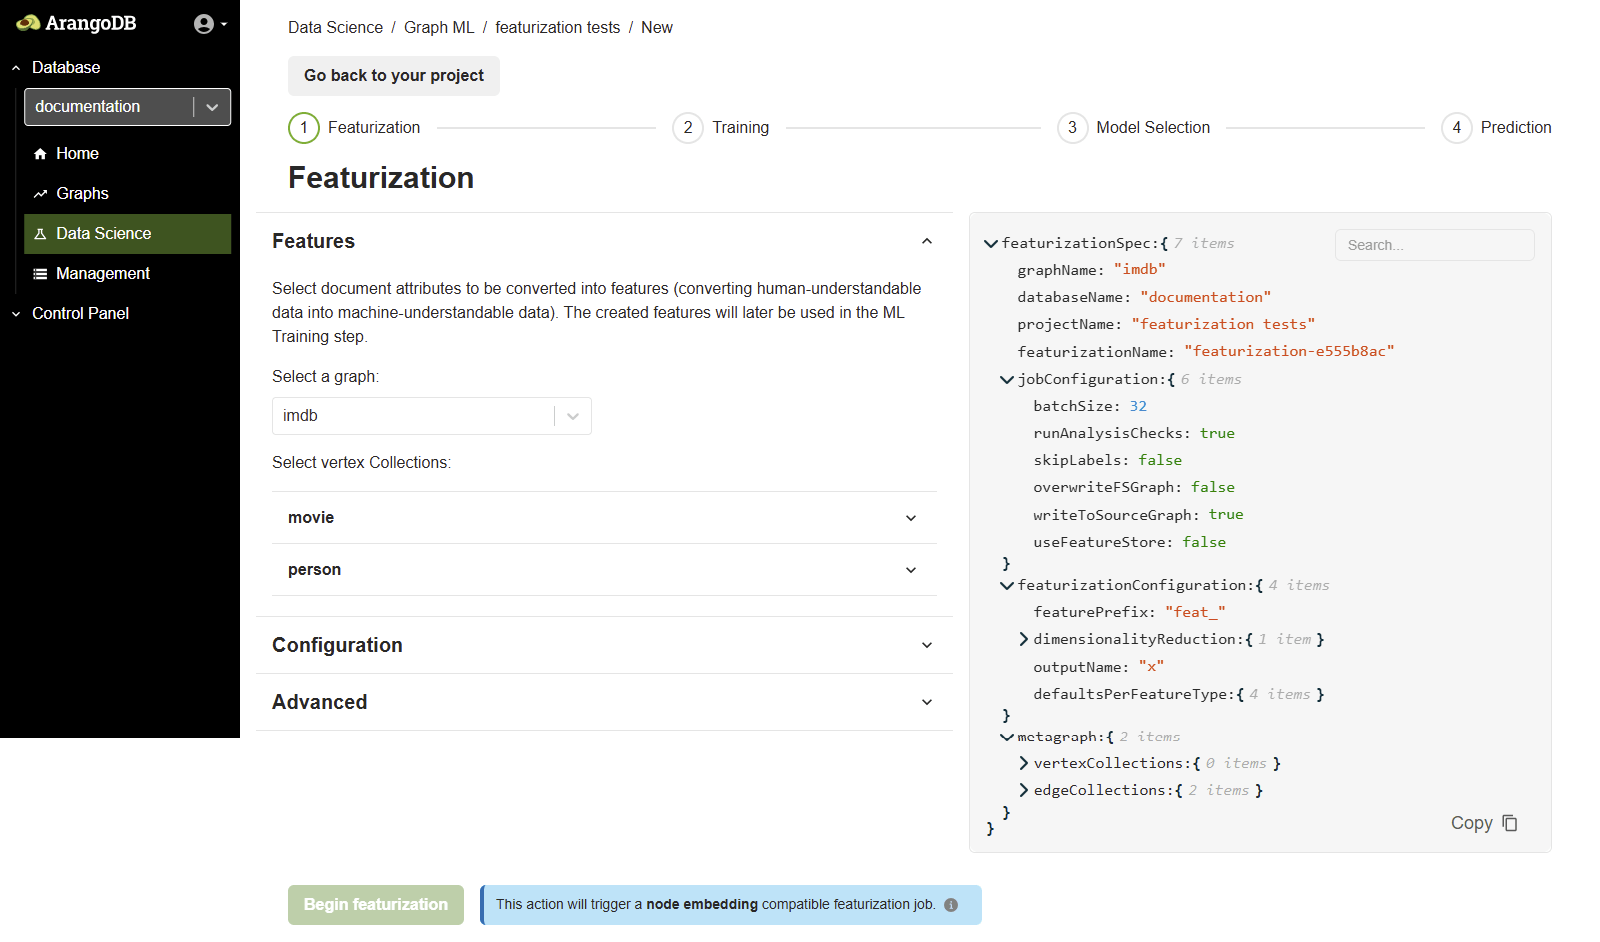 ArangoDB
Database
documentation
Home
Graphs
Data Science
Management
Control Panel
Data Science / Graph ML / featurization tests / New
Go back to your project
1 Featurization
2 Training
3 Model Selection
4 Prediction
Featurization
Features
Select document attributes to be converted into features (converting human-understandable
data into machine-understandable data). The created features will later be used in the ML
Training step.
Select a graph:
imdb
Select vertex Collections:
movie
person
Configuration
Advanced
Search...
featurizationSpec:{ 7 items
graphName: "imdb"
databaseName: "documentation"
projectName: "featurization tests"
featurizationName: "featurization-e555b8ac"
jobConfiguration:{ 6 items
batchSize: 32
runAnalysisChecks: true
skipLabels: false
overwriteFSGraph: false
writeToSourceGraph: true
useFeatureStore: false
}
featurizationConfiguration:{ 4 items
featurePrefix: "feat_"
dimensionalityReduction:{ 1 item }
outputName: "x"
defaultsPerFeatureType:{ 4 items }
}
metagraph:{ 2 items
vertexCollections:{ 0 items }
edgeCollections:{ 2 items }
}
}
Copy
Begin featurization
This action will trigger a node embedding compatible featurization job.